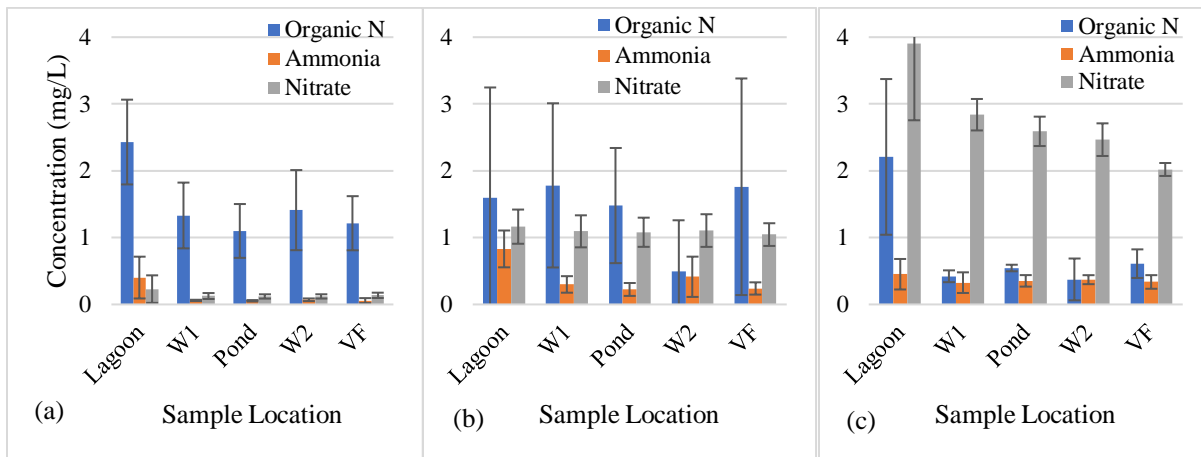 Concentration (mg/L)
4
3
2
1
0
Organic N
Ammonia
Nitrate
Lagoon
W1
Pond
W2
VF
(a)
Sample Location
4
3
2
1
0
Organic N
Ammonia
Nitrate
Lagoon
W1
Pond
W2
VF
(b)
Sample Location
4
3
2
1
0
Organic N
Ammonia
Nitrate
Lagoon
W1
Pond
W2
VF
(c)
Sample Location